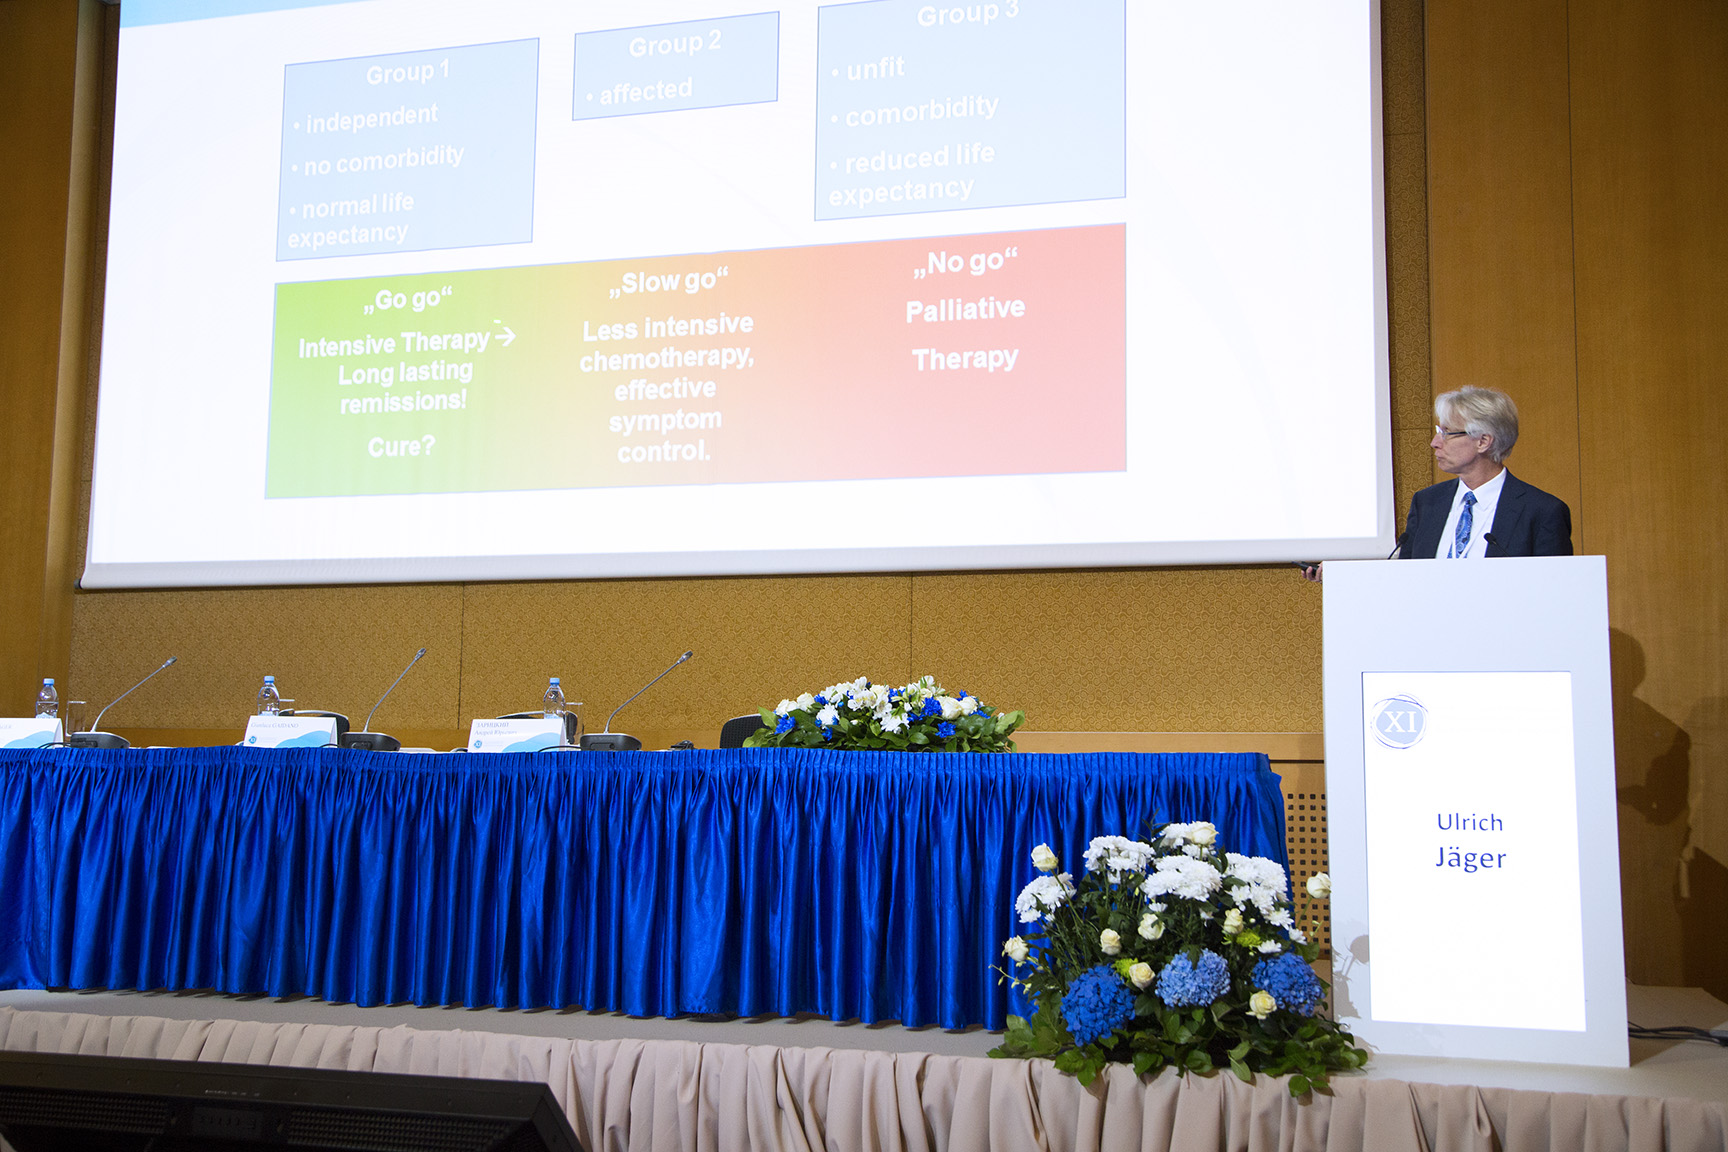 Group 1
• independent
• no comorbidity
• normal life
expectancy
Group 2
• affected
Group 3
• unfit
• comorbidity
• reduced life
expectancy
„Go go“
Intensive Therapy →
Long lasting
remissions!
Cure?
„Slow go“
Less intensive
chemotherapy,
effective
symptom
control.
„No go“
Palliative
Therapy
Gianluca GAIDANO
XI
Ulrich
Jäger